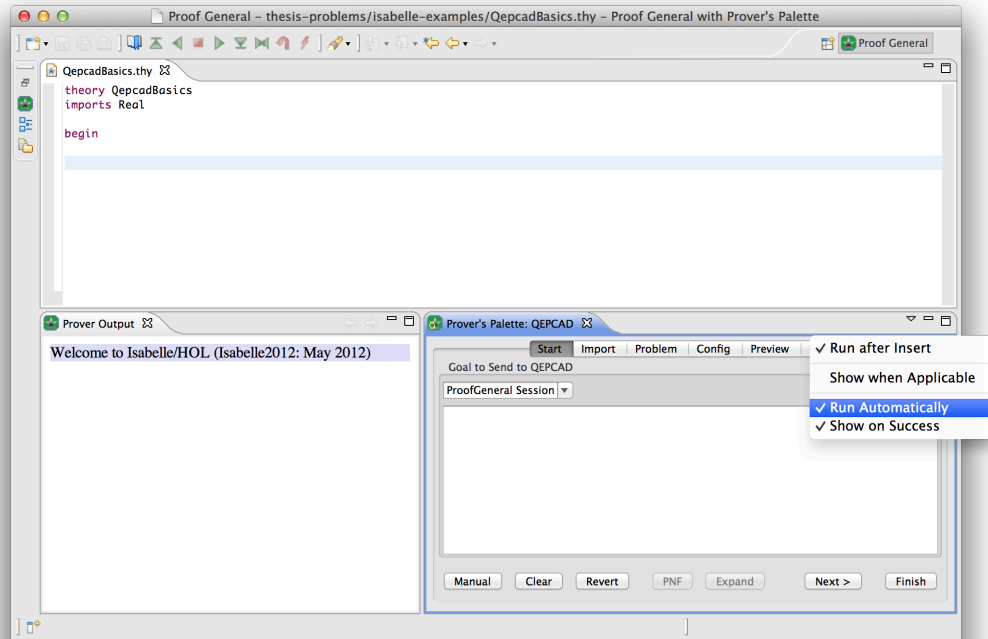 Proof General – thesis-problems/isabelle-examples/QepcadBasics.thy – Proof General with Prover's Palette
Proof General
QepcadBasics.thy
theory QepcadBasics
imports Real
begin
Prover Output
Welcome to Isabelle/HOL (Isabelle2012: May 2012)
Prover's Palette: QEPCAD
Start Import Problem Config Preview
Goal to Send to QEPCAD
ProofGeneral Session
✓ Run after Insert
Show when Applicable
✓ Run Automatically
✓ Show on Success
Manual Clear Revert PNF Expand Next > Finish